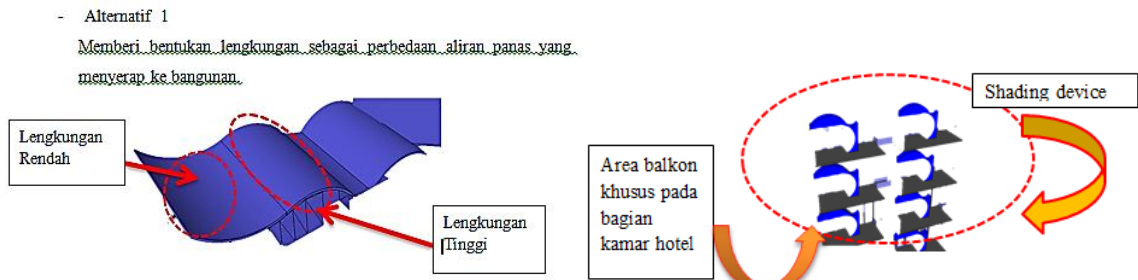 - Alternatif 1
Memberi bentukan lengkungan sebagai perbedaan aliran panas yang
menyerap ke bangunan.
Lengkungan
Rendah
Lengkungan
Tinggi
Shading device
Area balkon
khusus pada
bagian
kamar hotel